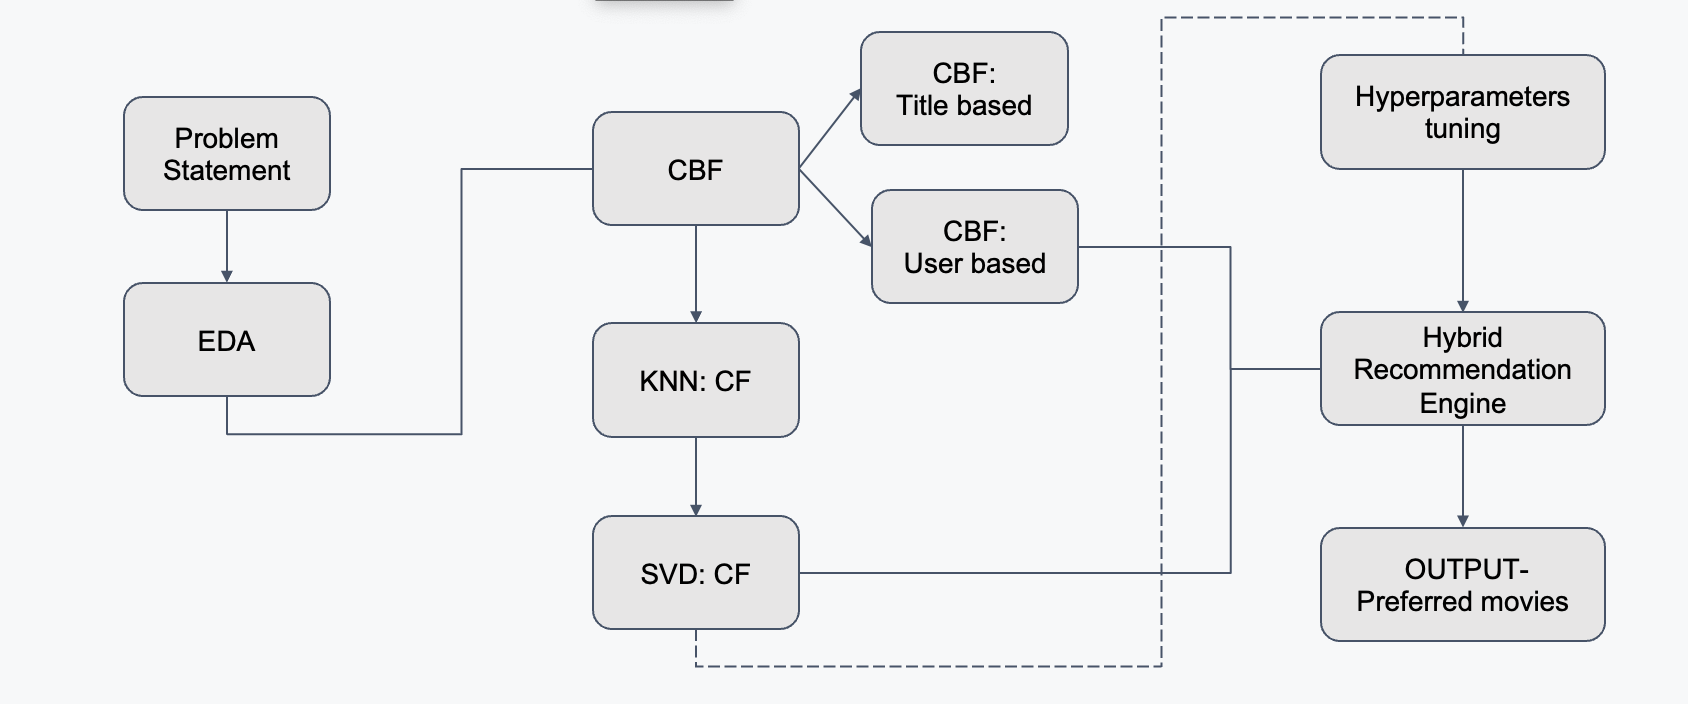 Problem
Statement
EDA
CBF
CBF:
Title based
CBF:
User based
KNN: CF
SVD: CF
Hyperparameters
tuning
Hybrid
Recommendation
Engine
OUTPUT-
Preferred movies